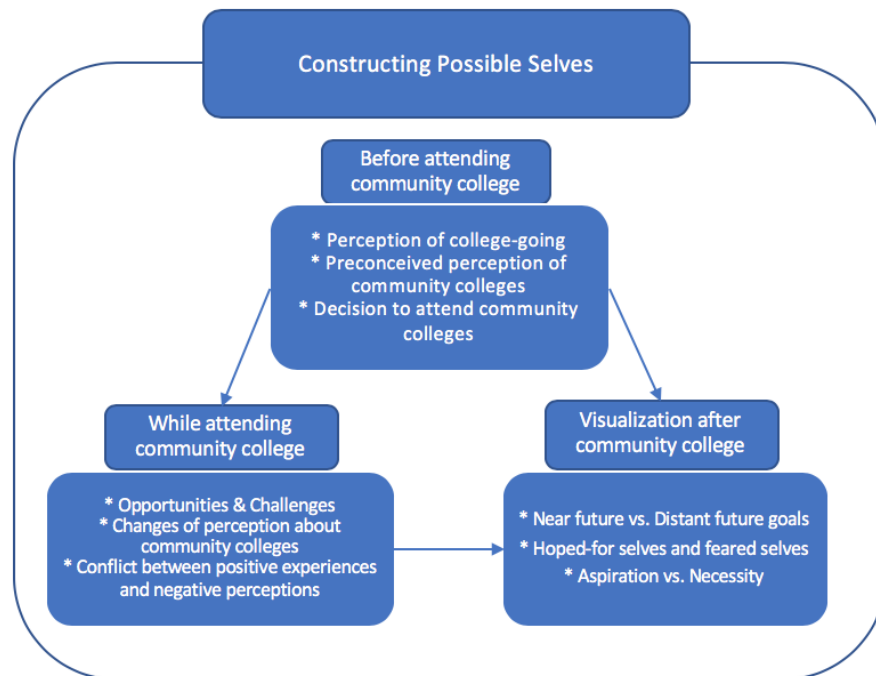 Constructing Possible Selves
Before attending
community college
* Perception of college-going
* Preconceived perception of
community colleges
* Decision to attend community
colleges
While attending
community college
* Opportunities & Challenges
* Changes of perception about
community colleges
* Conflict between positive experiences
and negative perceptions
Visualization after
community college
* Near future vs. Distant future goals
* Hoped-for selves and feared selves
* Aspiration vs. Necessity